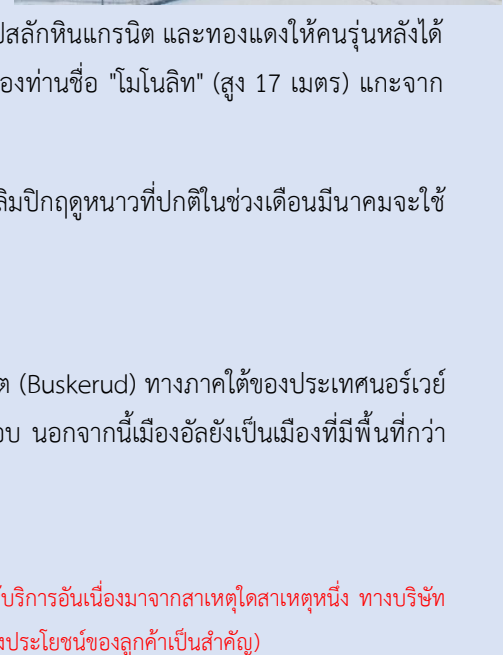 ปสลักหินแกรนิต และทองแดงให้คนรุ่นหลังได้
องท่านชื่อ "โมโนลิท" (สูง 17 เมตร) แกะจาก
ลิมปิกฤดูหนาวที่ปกติในช่วงเดือนมีนาคมจะใช้
(Buskerud) ทางภาคใต้ของประเทศนอร์เวย์
อบ นอกจากนี้เมืองอัลยังเป็นเมืองที่มีพื้นที่กว่า
บริการอันเนื่องมาจากสาเหตุใดสาเหตุหนึ่ง ทางบริษัท
งประโยชน์ของลูกค้าเป็นสำคัญ)